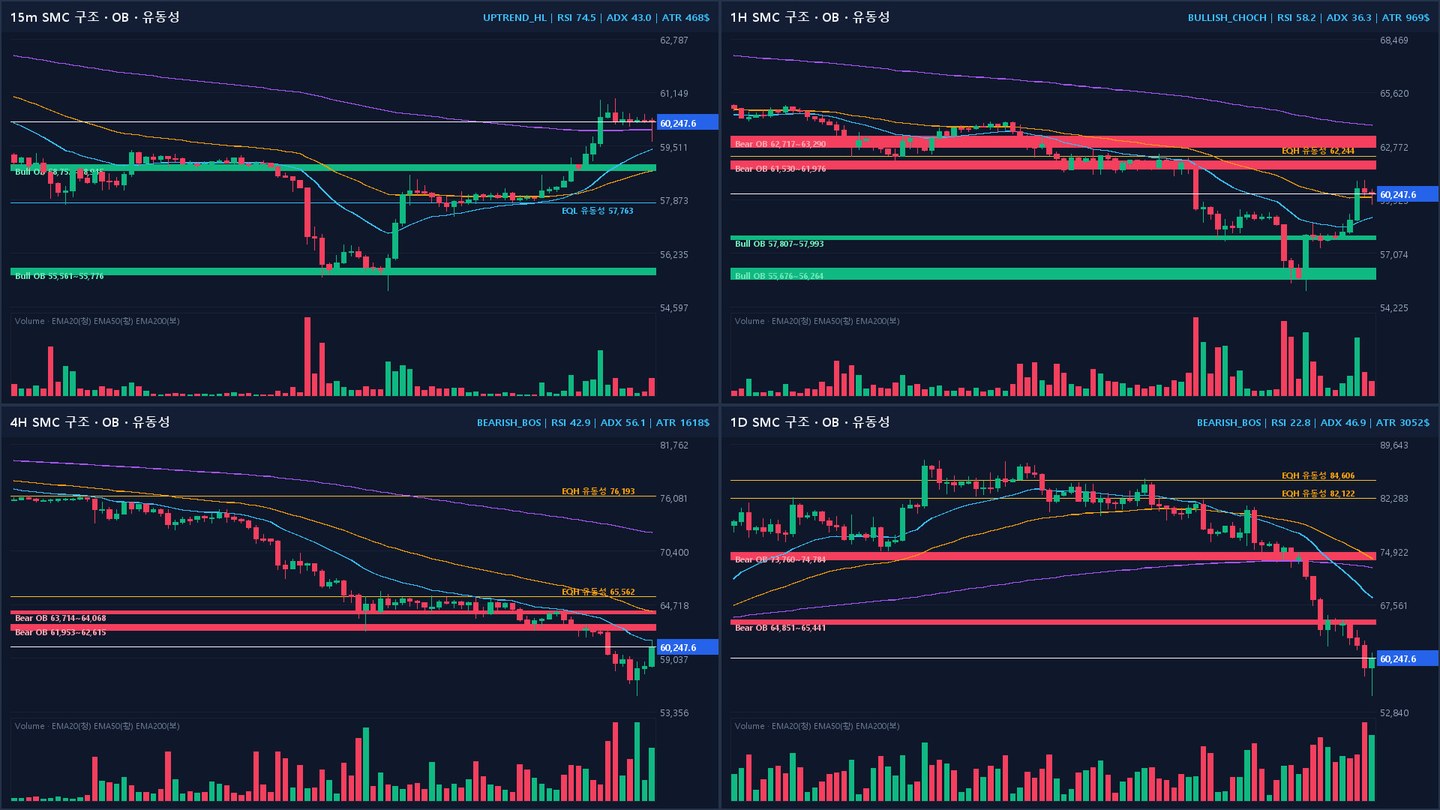 15m SMC 구조 · OB · 유동성
UPTREND_HL | RSI 74.5 | ADX 43.0 | ATR 468$
62,787
61,149
60,247.6
59,511
57,873
EQL 유동성 57,763
56,235
Bull OB 55,561~55,776
54,597
Volume · EMA20(청) EMA50(황) EMA200(보)
1H SMC 구조 · OB · 유동성
BULLISH_CHOCH | RSI 58.2 | ADX 36.3 | ATR 969$
68,469
65,620
Bear OB 62,717~63,290
62,772
EQH 유동성 62,244
Bear OB 61,530~61,976
60,247.6
Bull OB 57,807~57,993
57,074
Bull OB 55,676~56,264
54,225
Volume · EMA20(청) EMA50(황) EMA200(보)
4H SMC 구조 · OB · 유동성
BEARISH_BOS | RSI 42.9 | ADX 56.1 | ATR 1618$
81,762
EQH 유동성 76,193
76,081
70,400
EQH 유동성 65,562
64,718
Bear OB 63,714~64,068
Bear OB 61,953~62,615
60,247.6
59,037
53,356
Volume · EMA20(청) EMA50(황) EMA200(보)
1D SMC 구조 · OB · 유동성
BEARISH_BOS | RSI 22.8 | ADX 46.9 | ATR 3052$
89,643
EQH 유동성 84,606
EQH 유동성 82,122
82,283
74,922
Bear OB 73,760~74,784
67,561
Bear OB 64,851~65,441
60,247.6
52,840
Volume · EMA20(청) EMA50(황) EMA200(보)